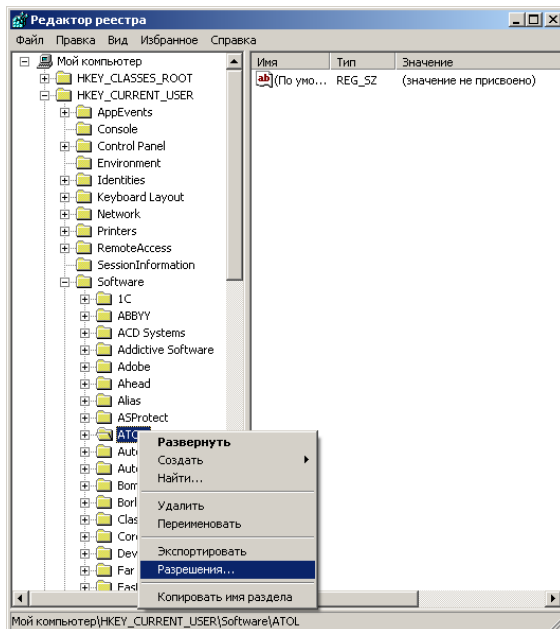 Редактор реестра
Файл Правка Вид Избранное Справка
Мой компьютер
HKEY_CLASSES_ROOT
HKEY_CURRENT_USER
AppEvents
Console
Control Panel
Environment
Identities
Keyboard Layout
Network
Printers
RemoteAccess
SessionInformation
Software
1C
ABBYY
ACD Systems
Addictive Software
Adobe
Ahead
Alias
ASProtect
Имя Тип Значение
ab (По умо... REG_SZ (значение не присвоено)
Развернуть
Создать
Найти...
Удалить
Переименовать
Экспортировать
Разрешения...
Копировать имя раздела
Far
Мой компьютер\HKEY_CURRENT_USER\Software\ATOL